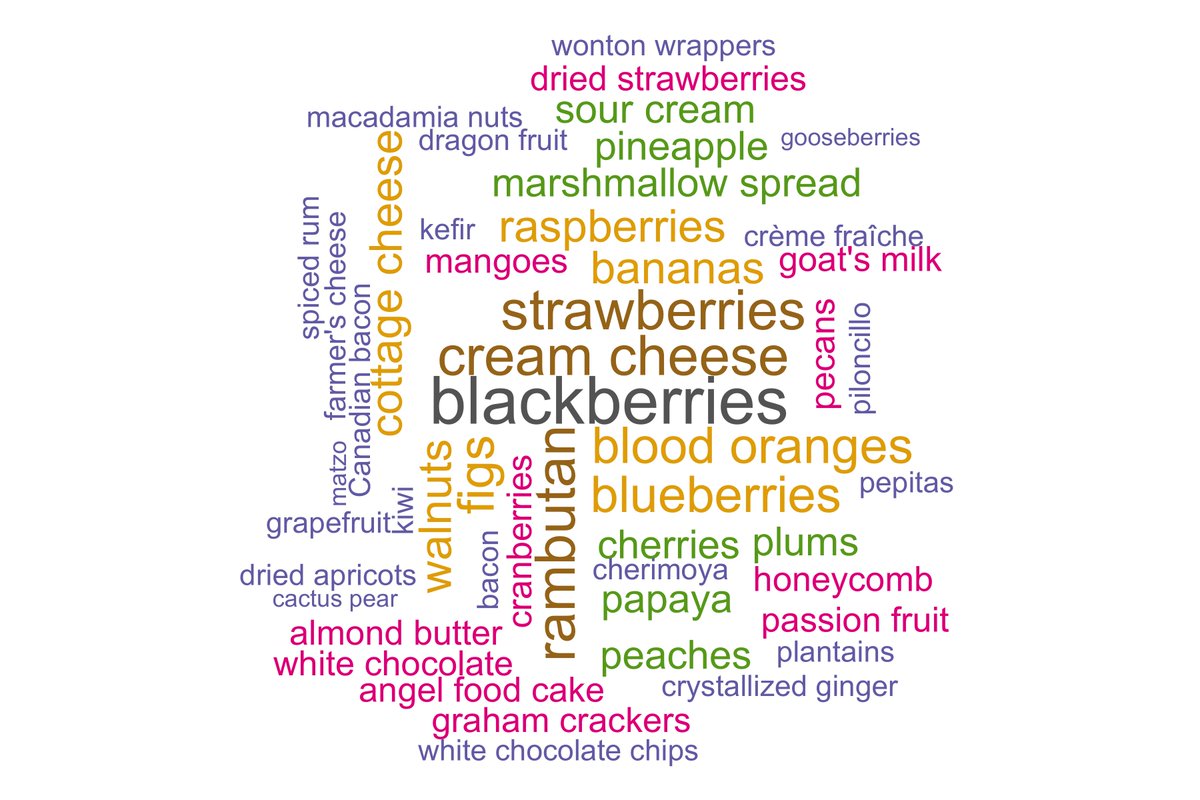 wonton wrappers
dried strawberries
sour cream
macadamia nuts
dragon fruit
pineapple
gooseberries
marshmallow spread
cottage cheese
spiced rum
farmer's cheese
Canadian bacon
kefir
raspberries
crème fraîche
mangoes
bananas
goat's milk
strawberries
pecans
piloncillo
cream cheese
blackberries
matzo
kiwi
walnuts
figs
cranberries
rambutan
blood oranges
blueberries
pepitas
grapefruit
bacon
cherries
plums
dried apricots
cherimoya
honeycomb
cactus pear
papaya
passion fruit
almond butter
white chocolate
peaches
plantains
angel food cake
crystallized ginger
graham crackers
white chocolate chips